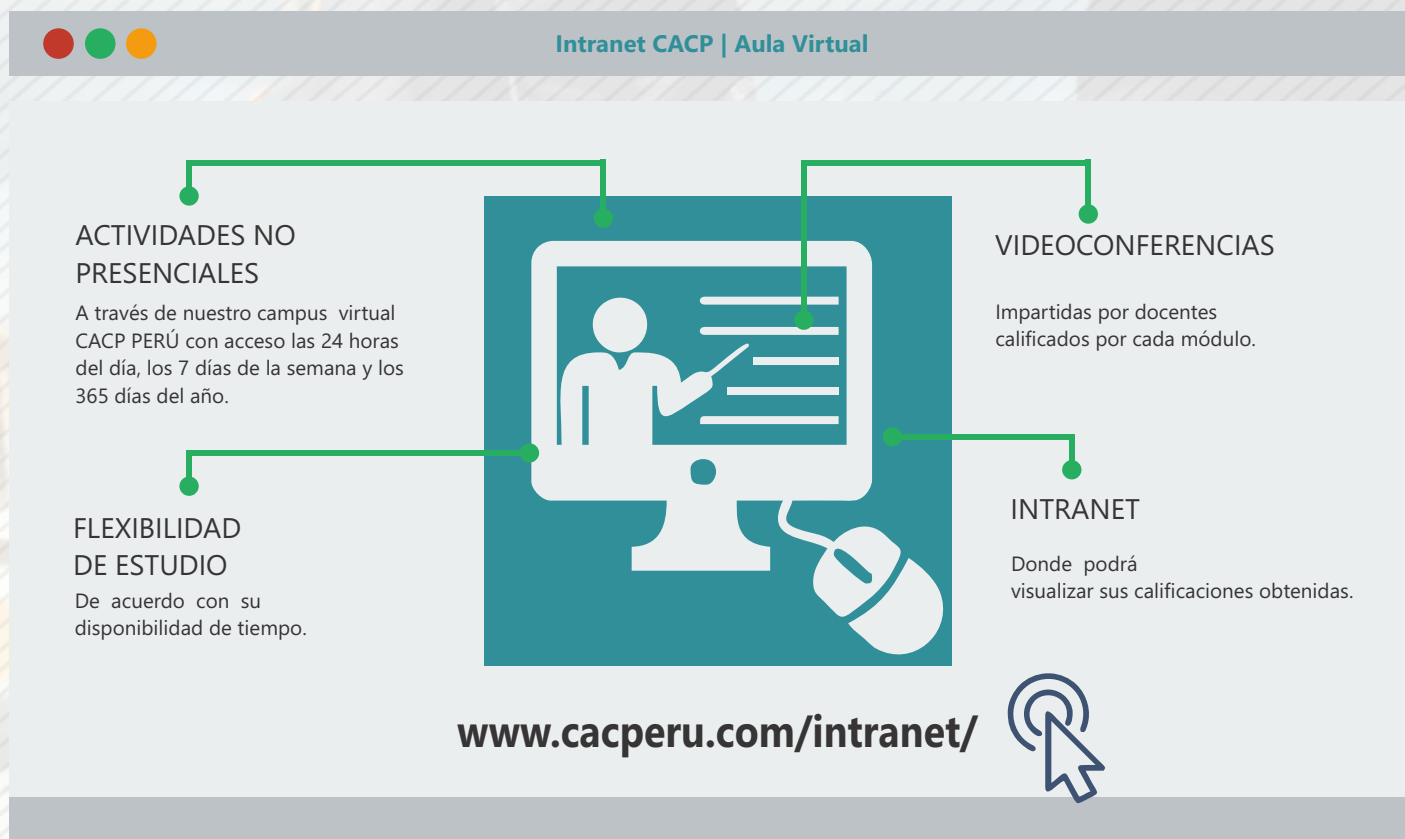 Intranet CACP | Aula Virtual
ACTIVIDADES NO
PRESENCIALES
A través de nuestro campus virtual
CACP PERÚ con acceso las 24 horas
del día, los 7 días de la semana y los
365 días del año.
VIDEOCONFERENCIAS
Impartidas por docentes
calificados por cada módulo.
FLEXIBILIDAD
DE ESTUDIO
De acuerdo con su
disponibilidad de tiempo.
INTRANET
Donde podrá
visualizar sus calificaciones obtenidas.
www.cacperu.com/intranet/